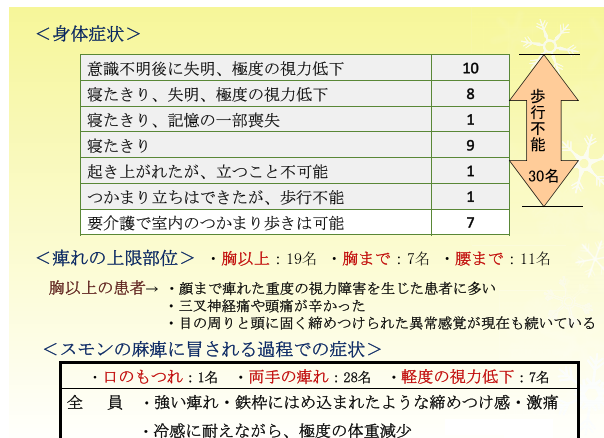 ＜身体症状＞
意識不明後に失明、極度の視力低下 10
寝たきり、失明、極度の視力低下 8
寝たきり、記憶の一部喪失 1
寝たきり 9
起き上がれたが、立つこと不可能 1
つかまり立ちはできたが、歩行不能 1
要介護で室内のつかまり歩きは可能 7
歩行不能
30名
＜痺れの上限部位＞ ・胸以上：19名 ・胸まで：7名 ・腰まで：11名
胸以上の患者→ ・顔まで痺れた重度の視力障害を生じた患者に多い
・三叉神経痛や頭痛が辛かった
・目の周りと頭に固く締めつけられた異常感覚が現在も続いている
＜スモンの麻痺に冒される過程での症状＞
・口のもつれ：1名 ・両手の痺れ：28名 ・軽度の視力低下：7名
全 員 ・強い痺れ・鉄枠にはめ込まれたような締めつけ感・激痛
・冷感に耐えながら、極度の体重減少